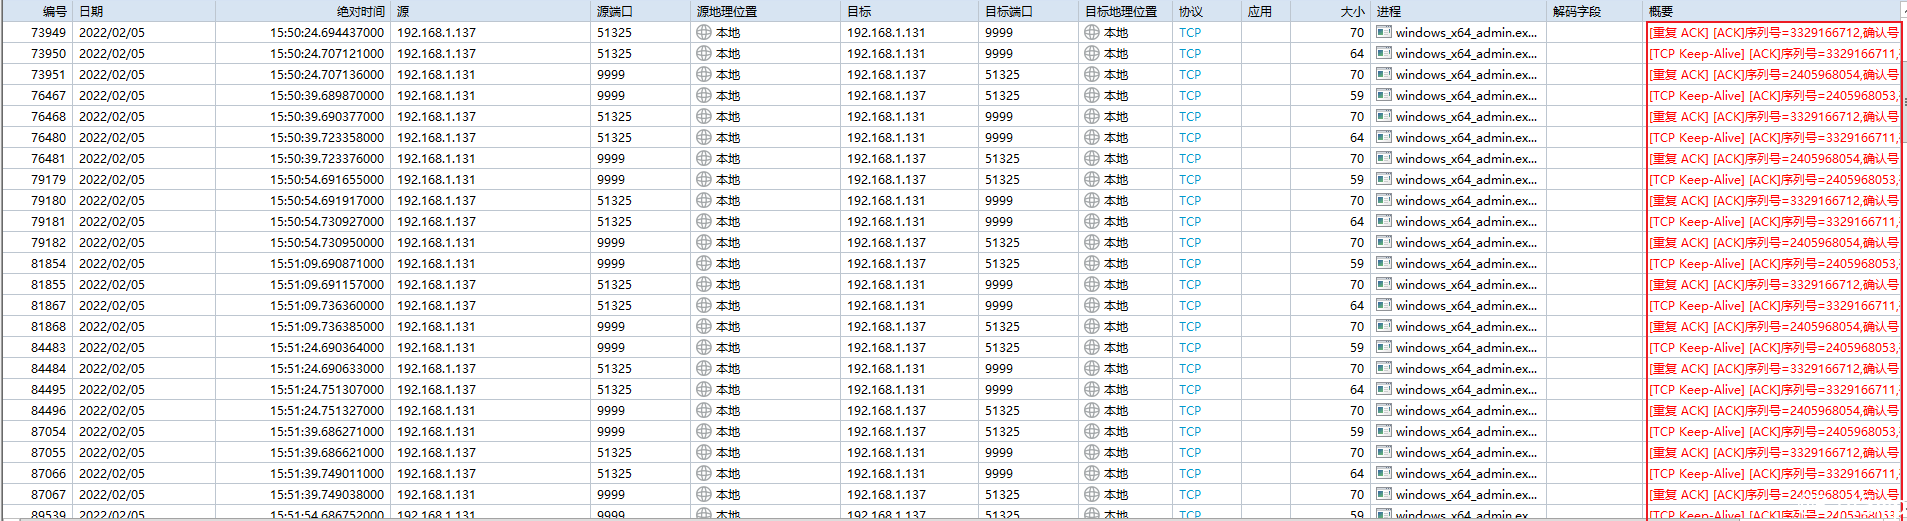 编号 日期 绝对时间 源 源端口 源地理位置 目标 目标端口 目标地理位置 协议 应用 大小 进程 解码字段 概要
73949 2022/02/05 15:50:24.694437000 192.168.1.137 51325 本地 192.168.1.131 9999 本地 TCP 70 windows_x64_admin.ex... [重复 ACK] [ACK]序列号=3329166712,确认号
73950 2022/02/05 15:50:24.707121000 192.168.1.137 51325 本地 192.168.1.131 9999 本地 TCP 64 windows_x64_admin.ex... [TCP Keep-Alive] [ACK]序列号=3329166711,
73951 2022/02/05 15:50:24.707136000 192.168.1.131 9999 本地 192.168.1.137 51325 本地 TCP 70 windows_x64_admin.ex... [重复 ACK] [ACK]序列号=2405968054,确认号
76467 2022/02/05 15:50:39.689870000 192.168.1.131 9999 本地 192.168.1.137 51325 本地 TCP 59 windows_x64_admin.ex... [TCP Keep-Alive] [ACK]序列号=2405968053,
76468 2022/02/05 15:50:39.690377000 192.168.1.137 51325 本地 192.168.1.131 9999 本地 TCP 70 windows_x64_admin.ex... [重复 ACK] [ACK]序列号=3329166712,确认号
76480 2022/02/05 15:50:39.723358000 192.168.1.137 51325 本地 192.168.1.131 9999 本地 TCP 64 windows_x64_admin.ex... [TCP Keep-Alive] [ACK]序列号=3329166711,
76481 2022/02/05 15:50:39.723376000 192.168.1.131 9999 本地 192.168.1.137 51325 本地 TCP 70 windows_x64_admin.ex... [重复 ACK] [ACK]序列号=2405968054,确认号
79179 2022/02/05 15:50:54.691655000 192.168.1.131 9999 本地 192.168.1.137 51325 本地 TCP 59 windows_x64_admin.ex... [TCP Keep-Alive] [ACK]序列号=2405968053,
79180 2022/02/05 15:50:54.691917000 192.168.1.137 51325 本地 192.168.1.131 9999 本地 TCP 70 windows_x64_admin.ex... [重复 ACK] [ACK]序列号=3329166712,确认号
79181 2022/02/05 15:50:54.730927000 192.168.1.137 51325 本地 192.168.1.131 9999 本地 TCP 64 windows_x64_admin.ex... [TCP Keep-Alive] [ACK]序列号=3329166711,
79182 2022/02/05 15:50:54.730950000 192.168.1.131 9999 本地 192.168.1.137 51325 本地 TCP 70 windows_x64_admin.ex... [重复 ACK] [ACK]序列号=2405968054,确认号
81854 2022/02/05 15:51:09.690871000 192.168.1.131 9999 本地 192.168.1.137 51325 本地 TCP 59 windows_x64_admin.ex... [TCP Keep-Alive] [ACK]序列号=2405968053,
81855 2022/02/05 15:51:09.691157000 192.168.1.137 51325 本地 192.168.1.131 9999 本地 TCP 70 windows_x64_admin.ex... [重复 ACK] [ACK]序列号=3329166712,确认号
81867 2022/02/05 15:51:09.736360000 192.168.1.137 51325 本地 192.168.1.131 9999 本地 TCP 64 windows_x64_admin.ex... [TCP Keep-Alive] [ACK]序列号=3329166711,
81868 2022/02/05 15:51:09.736385000 192.168.1.131 9999 本地 192.168.1.137 51325 本地 TCP 70 windows_x64_admin.ex... [重复 ACK] [ACK]序列号=2405968054,确认号
84483 2022/02/05 15:51:24.690364000 192.168.1.131 9999 本地 192.168.1.137 51325 本地 TCP 59 windows_x64_admin.ex... [TCP Keep-Alive] [ACK]序列号=2405968053,
84484 2022/02/05 15:51:24.690633000 192.168.1.137 51325 本地 192.168.1.131 9999 本地 TCP 70 windows_x64_admin.ex... [重复 ACK] [ACK]序列号=3329166712,确认号
84495 2022/02/05 15:51:24.751307000 192.168.1.137 51325 本地 192.168.1.131 9999 本地 TCP 64 windows_x64_admin.ex... [TCP Keep-Alive] [ACK]序列号=3329166711,
84496 2022/02/05 15:51:24.751327000 192.168.1.131 9999 本地 192.168.1.137 51325 本地 TCP 70 windows_x64_admin.ex... [重复 ACK] [ACK]序列号=2405968054,确认号
87054 2022/02/05 15:51:39.686271000 192.168.1.131 9999 本地 192.168.1.137 51325 本地 TCP 59 windows_x64_admin.ex... [TCP Keep-Alive] [ACK]序列号=2405968053,
87055 2022/02/05 15:51:39.686621000 192.168.1.137 51325 本地 192.168.1.131 9999 本地 TCP 70 windows_x64_admin.ex... [重复 ACK] [ACK]序列号=3329166712,确认号
87066 2022/02/05 15:51:39.749011000 192.168.1.137 51325 本地 192.168.1.131 9999 本地 TCP 64 windows_x64_admin.ex... [TCP Keep-Alive] [ACK]序列号=3329166711,
87067 2022/02/05 15:51:39.749038000 192.168.1.131 9999 本地 192.168.1.137 51325 本地 TCP 70 windows_x64_admin.ex... [重复 ACK] [ACK]序列号=2405968054,确认号
89539 2022/02/05 15:51:54.686752000 192.168.1.131 9999 本地 192.168.1.137 51325 本地 TCP 59 windows_x64_admin.ex... [TCP Keep-Alive] [ACK]序列号=2405968053,